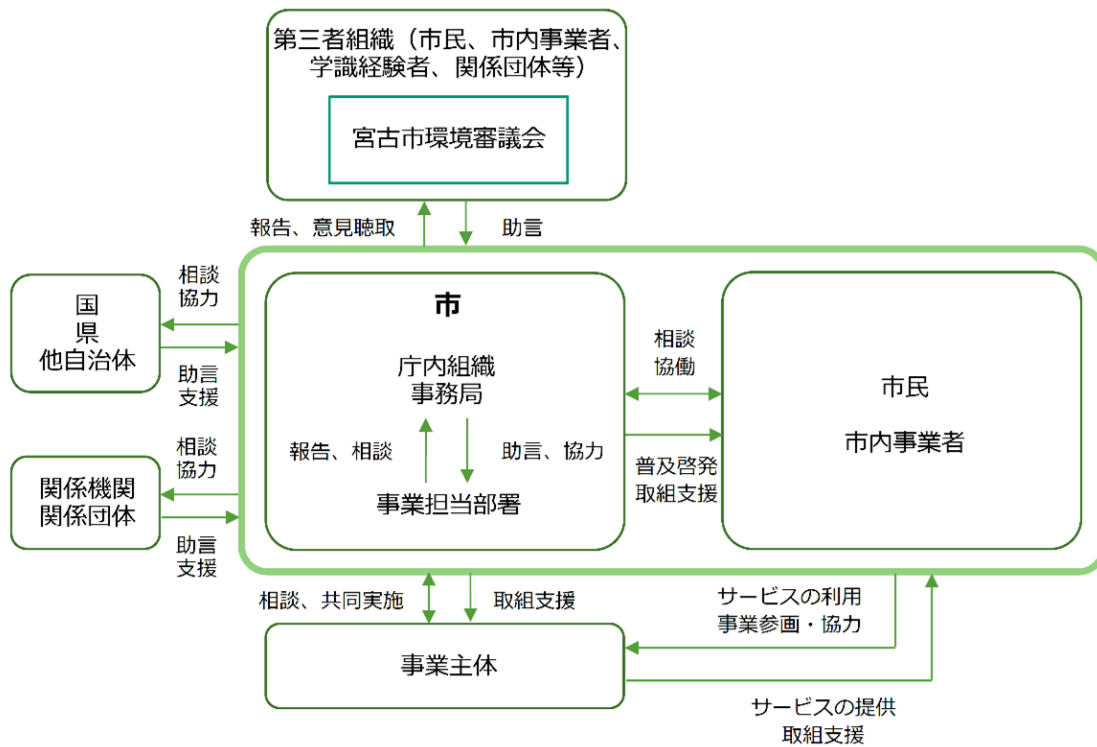 第三者組織（市民、市内事業者、
学識経験者、関係団体等）
宮古市環境審議会
報告、意見聴取
助言
相談
協力
国
県
他自治体
助言
支援
相談
協力
関係機関
関係団体
助言
支援
市
庁内組織
事務局
報告、相談
助言、協力
事業担当部署
相談
協働
普及啓発
取組支援
市民
市内事業者
相談、共同実施
取組支援
サービスの利用
事業参画・協力
事業主体
サービスの提供
取組支援